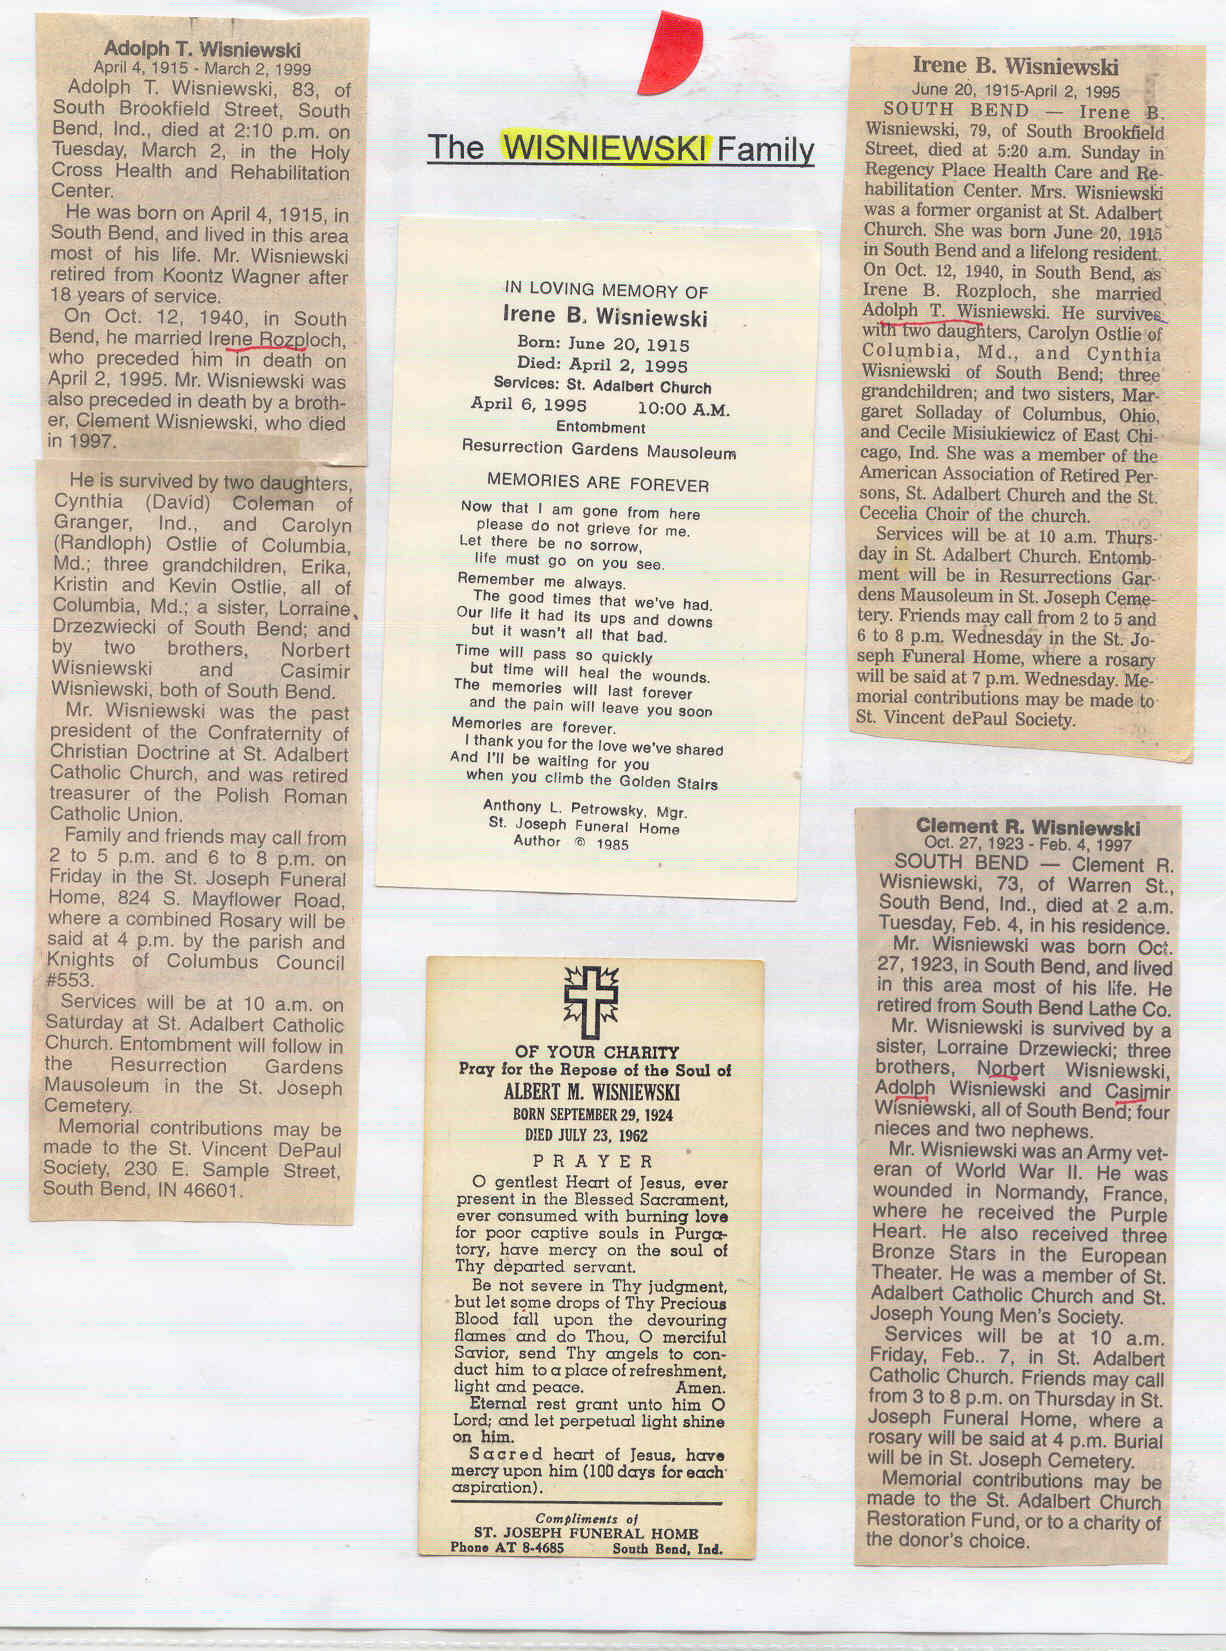 Adolph T. Wisniewski
April 4, 1915 - March 2, 1999
Adolph T. Wisniewski, 83, of
South Brookfield Street, South
Bend, Ind., died at 2:10 p.m. on
Tuesday, March 2, in the Holy
Cross Health and Rehabilitation
Center.
He was born on April 4, 1915, in
South Bend, and lived in this area
most of his life. Mr. Wisniewski
retired from Koontz Wagner after
18 years of service.
On Oct. 12, 1940, in South
Bend, he married Irene Rozploch,
who preceded him in death on
April 2, 1995. Mr. Wisniewski was
also preceded in death by a broth-
er, Clement Wisniewski, who died
in 1997.
He is survived by two daughters,
Cynthia (David) Coleman of
Granger, Ind., and Carolyn
(Randloph) Ostlie of Columbia,
Md.; three grandchildren, Erika,
Kristin and Kevin Ostlie, all of
Columbia, Md.; a sister, Lorraine
Drzezwiecki of South Bend; and
by two brothers, Norbert
Wisniewski and Casimir
Wisniewski, both of South Bend.
Mr. Wisniewski was the past
president of the Confraternity of
Christian Doctrine at St. Adalbert
Catholic Church, and was retired
treasurer of the Polish Roman
Catholic Union.
Family and friends may call from
2 to 5 p.m. and 6 to 8 p.m. on
Friday in the St. Joseph Funeral
Home, 824 S. Mayflower Road,
where a combined Rosary will be
said at 4 p.m. by the parish and
Knights of Columbus Council
#553.
Services will be at 10 a.m. on
Saturday at St. Adalbert Catholic
Church. Entombment will follow in
the Resurrection Gardens
Mausoleum in the St. Joseph
Cemetery.
Memorial contributions may be
made to the St. Vincent DePaul
Society, 230 E. Sample Street,
South Bend, IN 46601.
The WISNIEWSKI Family
IN LOVING MEMORY OF
Irene B. Wisniewski
Born: June 20, 1915
Died: April 2, 1995
Services: St. Adalbert Church
April 6, 1995 10:00 A.M.
Entombment
Resurrection Gardens Mausoleum
MEMORIES ARE FOREVER
Now that I am gone from here
please do not grieve for me.
Let there be no sorrow,
life must go on you see.
Remember me always.
The good times that we've had.
Our life it had its ups and downs
but it wasn't all that bad.
Time will pass so quickly
but time will heal the wounds.
The memories will last forever
and the pain will leave you soon
Memories are forever.
I thank you for the love we've shared
And I'll be waiting for you
when you climb the Golden Stairs
Anthony L. Petrowsky, Mgr.
St. Joseph Funeral Home
Author © 1985
OF YOUR CHARITY
Pray for the Repose of the Soul of
ALBERT M. WISNIEWSKI
BORN SEPTEMBER 29, 1924
DIED JULY 23, 1962
PRAYER
O gentlest Heart of Jesus, ever
present in the Blessed Sacrament,
ever consumed with burning love
for poor captive souls in Purga-
tory, have mercy on the soul of
Thy departed servant.
Be not severe in Thy judgment,
but let some drops of Thy Precious
Blood fall upon the devouring
flames and do Thou, O merciful
Savior, send Thy angels to con-
duct him to a place of refreshment,
light and peace. Amen.
Eternal rest grant unto him O
Lord; and let perpetual light shine
on him.
Sacred heart of Jesus, have
mercy upon him (100 days for each
aspiration).
Compliments of
ST. JOSEPH FUNERAL HOME
Phone AT 8-4685 South Bend, Ind.
Irene B. Wisniewski
June 20, 1915-April 2, 1995
SOUTH BEND — Irene B.
Wisniewski, 79, of South Brookfield
Street, died at 5:20 a.m. Sunday in
Regency Place Health Care and Re-
habilitation Center. Mrs. Wisniewski
was a former organist at St. Adalbert
Church. She was born June 20, 1915
in South Bend and a lifelong resident.
On Oct. 12, 1940, in South Bend, as
Irene B. Rozploch, she married
Adolph T. Wisniewski. He survives
with two daughters, Carolyn Ostlie of
Columbia, Md., and Cynthia
Wisniewski of South Bend; three
grandchildren; and two sisters, Mar-
garet Solladay of Columbus, Ohio,
and Cecile Misiukiewicz of East Chi-
cago, Ind. She was a member of the
American Association of Retired Per-
sons, St. Adalbert Church and the St.
Cecelia Choir of the church.
Services will be at 10 a.m. Thurs-
day in St. Adalbert Church. Entomb-
ment will be in Resurrections Gar-
dens Mausoleum in St. Joseph Ceme-
tery. Friends may call from 2 to 5 and
6 to 8 p.m. Wednesday in the St. Jo-
seph Funeral Home, where a rosary
will be said at 7 p.m. Wednesday. Me-
morial contributions may be made to
St. Vincent dePaul Society.
Clement R. Wisniewski
Oct. 27, 1923 - Feb. 4, 1997
SOUTH BEND — Clement R.
Wisniewski, 73, of Warren St.,
South Bend, Ind., died at 2 a.m.
Tuesday, Feb. 4, in his residence.
Mr. Wisniewski was born Oct.
27, 1923, in South Bend, and lived
in this area most of his life. He
retired from South Bend Lathe Co.
Mr. Wisniewski is survived by a
sister, Lorraine Drzewiecki; three
brothers, Norbert Wisniewski,
Adolph Wisniewski and Casimir
Wisniewski, all of South Bend; four
nieces and two nephews.
Mr. Wisniewski was an Army vet-
eran of World War II. He was
wounded in Normandy, France,
where he received the Purple
Heart. He also received three
Bronze Stars in the European
Theater. He was a member of St.
Adalbert Catholic Church and St.
Joseph Young Men's Society.
Services will be at 10 a.m.
Friday, Feb.. 7, in St. Adalbert
Catholic Church. Friends may call
from 3 to 8 p.m. on Thursday in St.
Joseph Funeral Home, where a
rosary will be said at 4 p.m. Burial
will be in St. Joseph Cemetery.
Memorial contributions may be
made to the St. Adalbert Church
Restoration Fund, or to a charity of
the donor's choice.